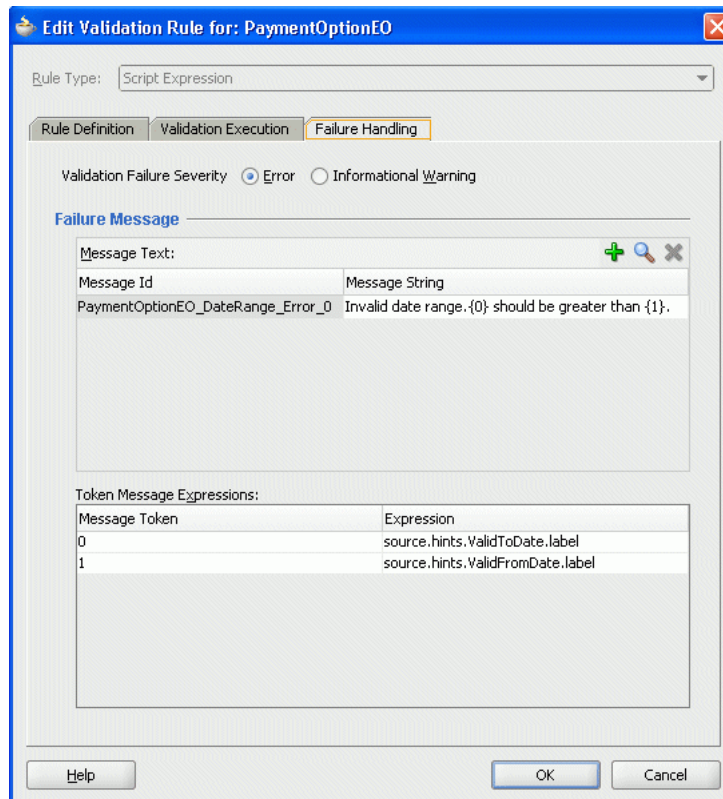 Edit Validation Rule for: PaymentOptionEO
Rule Type: Script Expression
Rule Definition Validation Execution Failure Handling
Validation Failure Severity Error Informational Warning
Failure Message
Message Text:
Message Id Message String
PaymentOptionEO_DateRange_Error_0 Invalid date range.{0} should be greater than {1}.
Token Message Expressions:
Message Token Expression
0 source.hints.ValidToDate.label
1 source.hints.ValidFromDate.label
Help OK Cancel